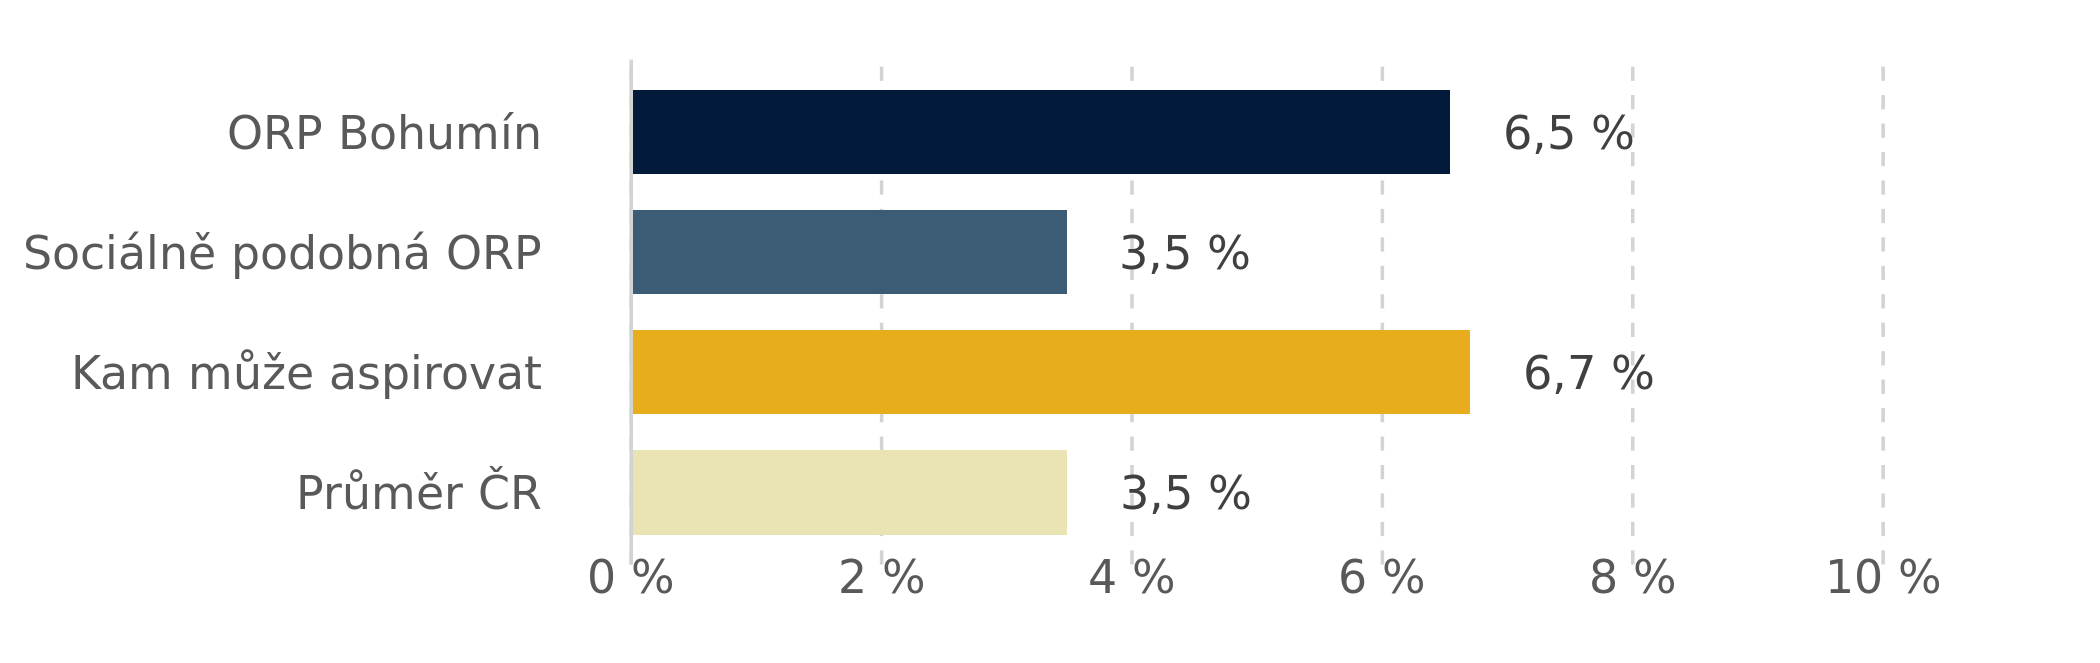 ORP Bohumín 6,5 %
Sociálně podobná ORP 3,5 %
Kam může aspirovat 6,7 %
Průměr ČR 3,5 %
0 % 2 % 4 % 6 % 8 % 10 %